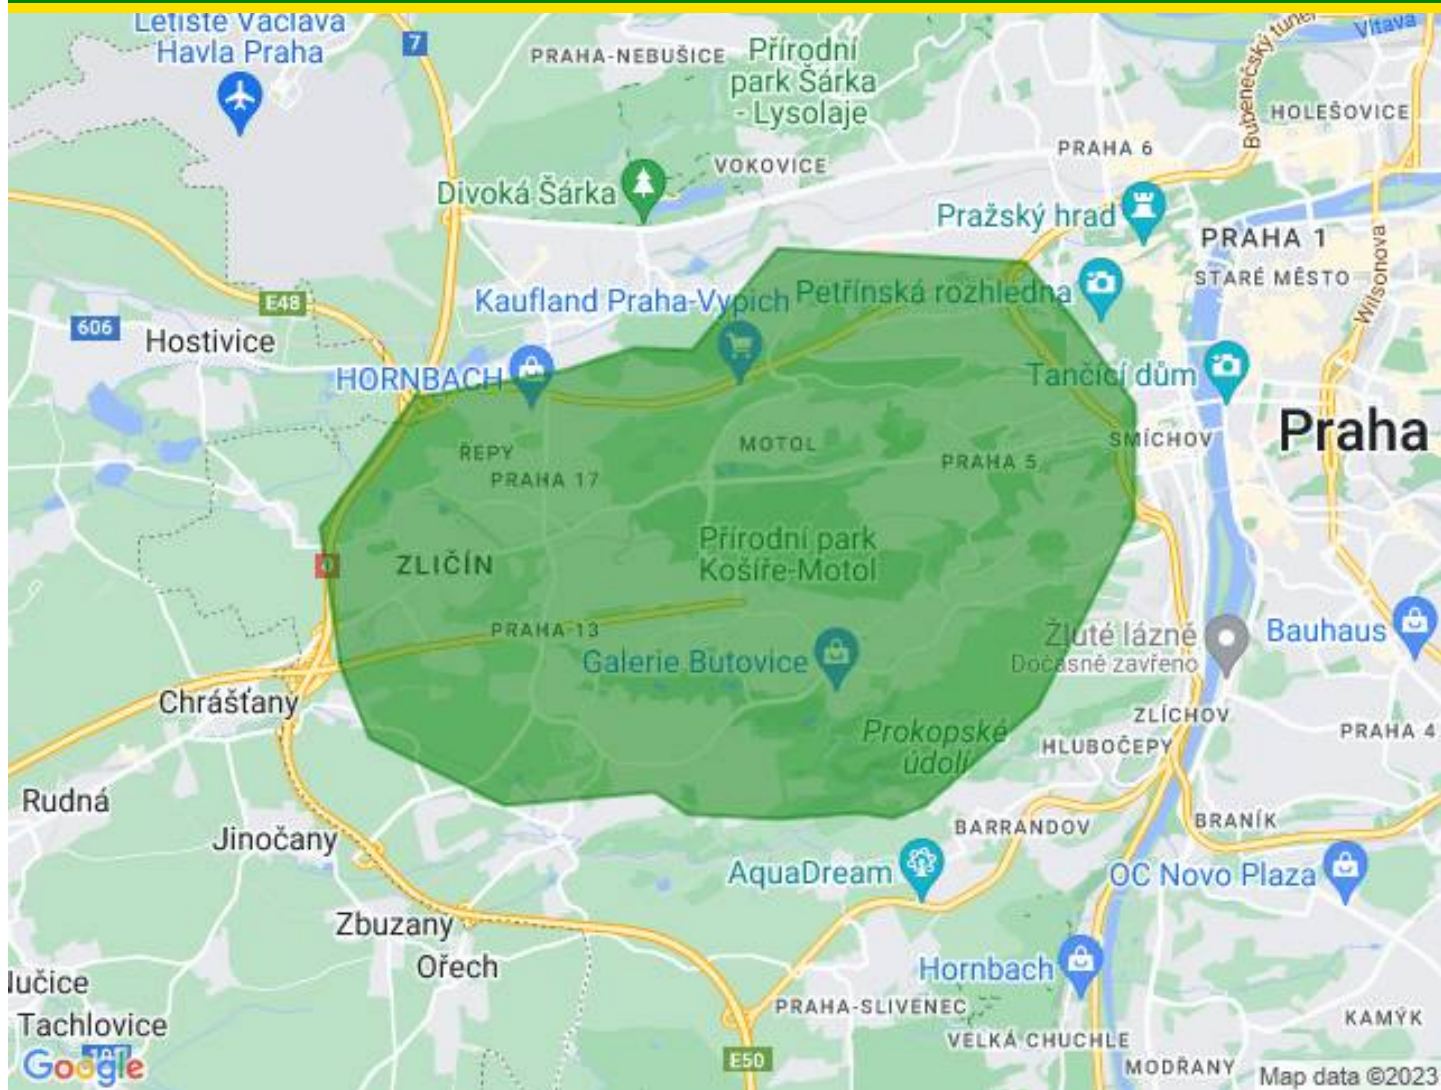 Letiště Václava
Havla Praha
7
PRAHA-NEBUŠICE
Přírodní
park Šárka
- Lysolaje
Bubenečský tunel
Vltava
HOLEŠOVICE
PRAHA 6
VOKOVICE
Divoká Šárka
Pražský hrad
PRAHA 1
STARÉ MĚSTO
Wilsonova
E48
606
Hostivice
Kaufland Praha-Vypich
Petřínská rozhledna
HORNBACH
Tančící dům
Praha
ŘEPY
PRAHA 17
MOTOL
PRAHA 5
SMÍCHOV
ZLIČÍN
Přírodní park
Košíře-Motol
PRAHA 13
Galerie Butovice
Žluté lázně
Dočasně zavřeno
Bauhaus
Chrášťany
Prokopské
údolí
ZLÍCHOV
HLUBOČEPY
PRAHA 4
Rudná
Jinočany
BARRANDOV
BRANÍK
AquaDream
OC Novo Plaza
Zbuzany
Ořech
Hornbach
Nučice
Tachlovice
PRAHA-SLIVENEC
VELKÁ CHUCHLE
KAMÝK
E50
MODŘANY
Google
Map data ©2023